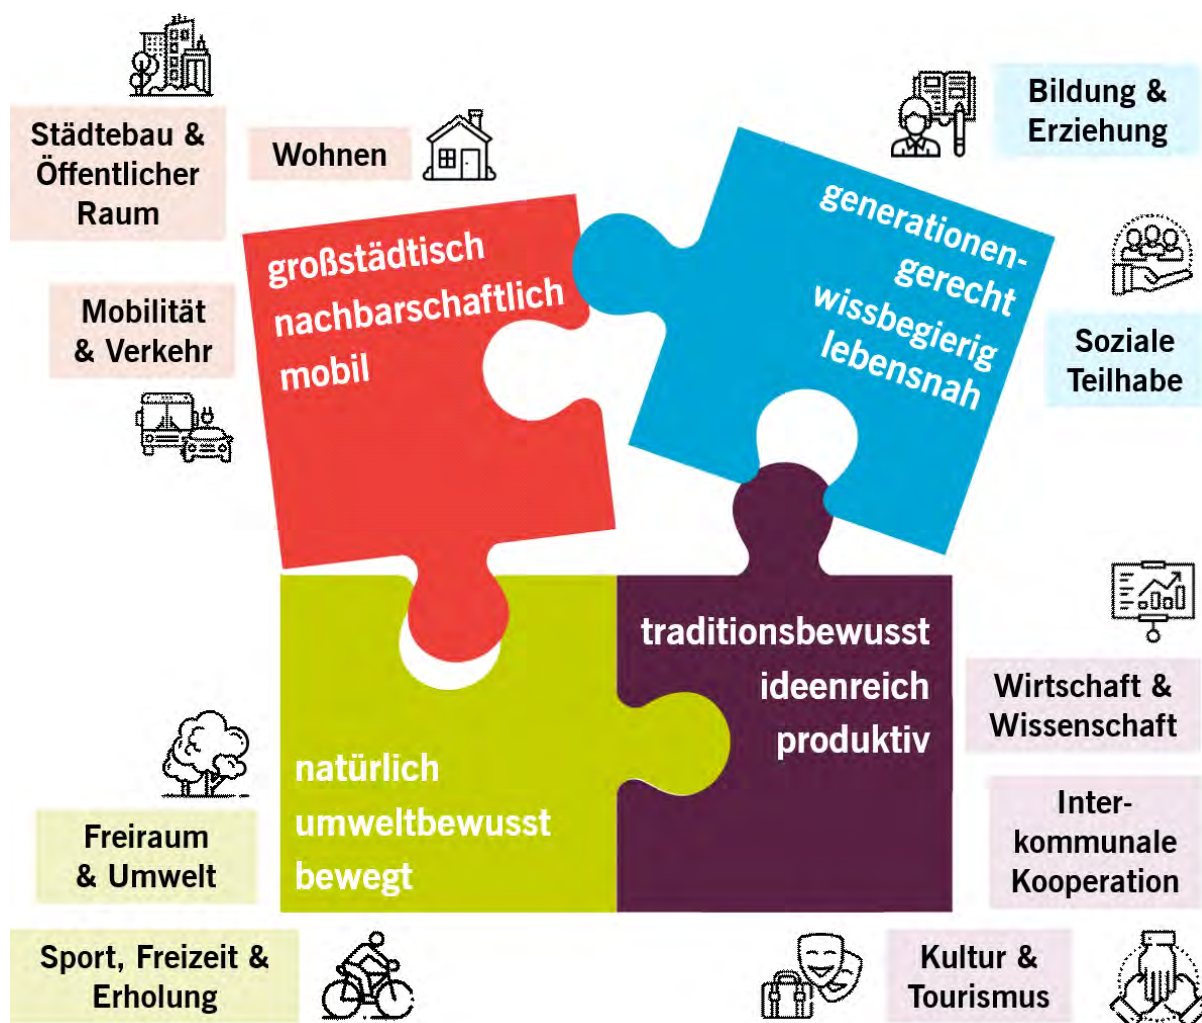 Städtebau &
Öffentlicher
Raum
Wohnen
Mobilität
& Verkehr
großstädtisch
nachbarschaftlich
mobil
Bildung &
Erziehung
Soziale
Teilhabe
generationen-
gerecht
wissbegierig
lebensnah
natürlich
umweltbewusst
bewegt
Freiraum
& Umwelt
Sport, Freizeit &
Erholung
traditionsbewusst
ideenreich
produktiv
Wirtschaft &
Wissenschaft
Inter-
kommunale
Kooperation
Kultur &
Tourismus